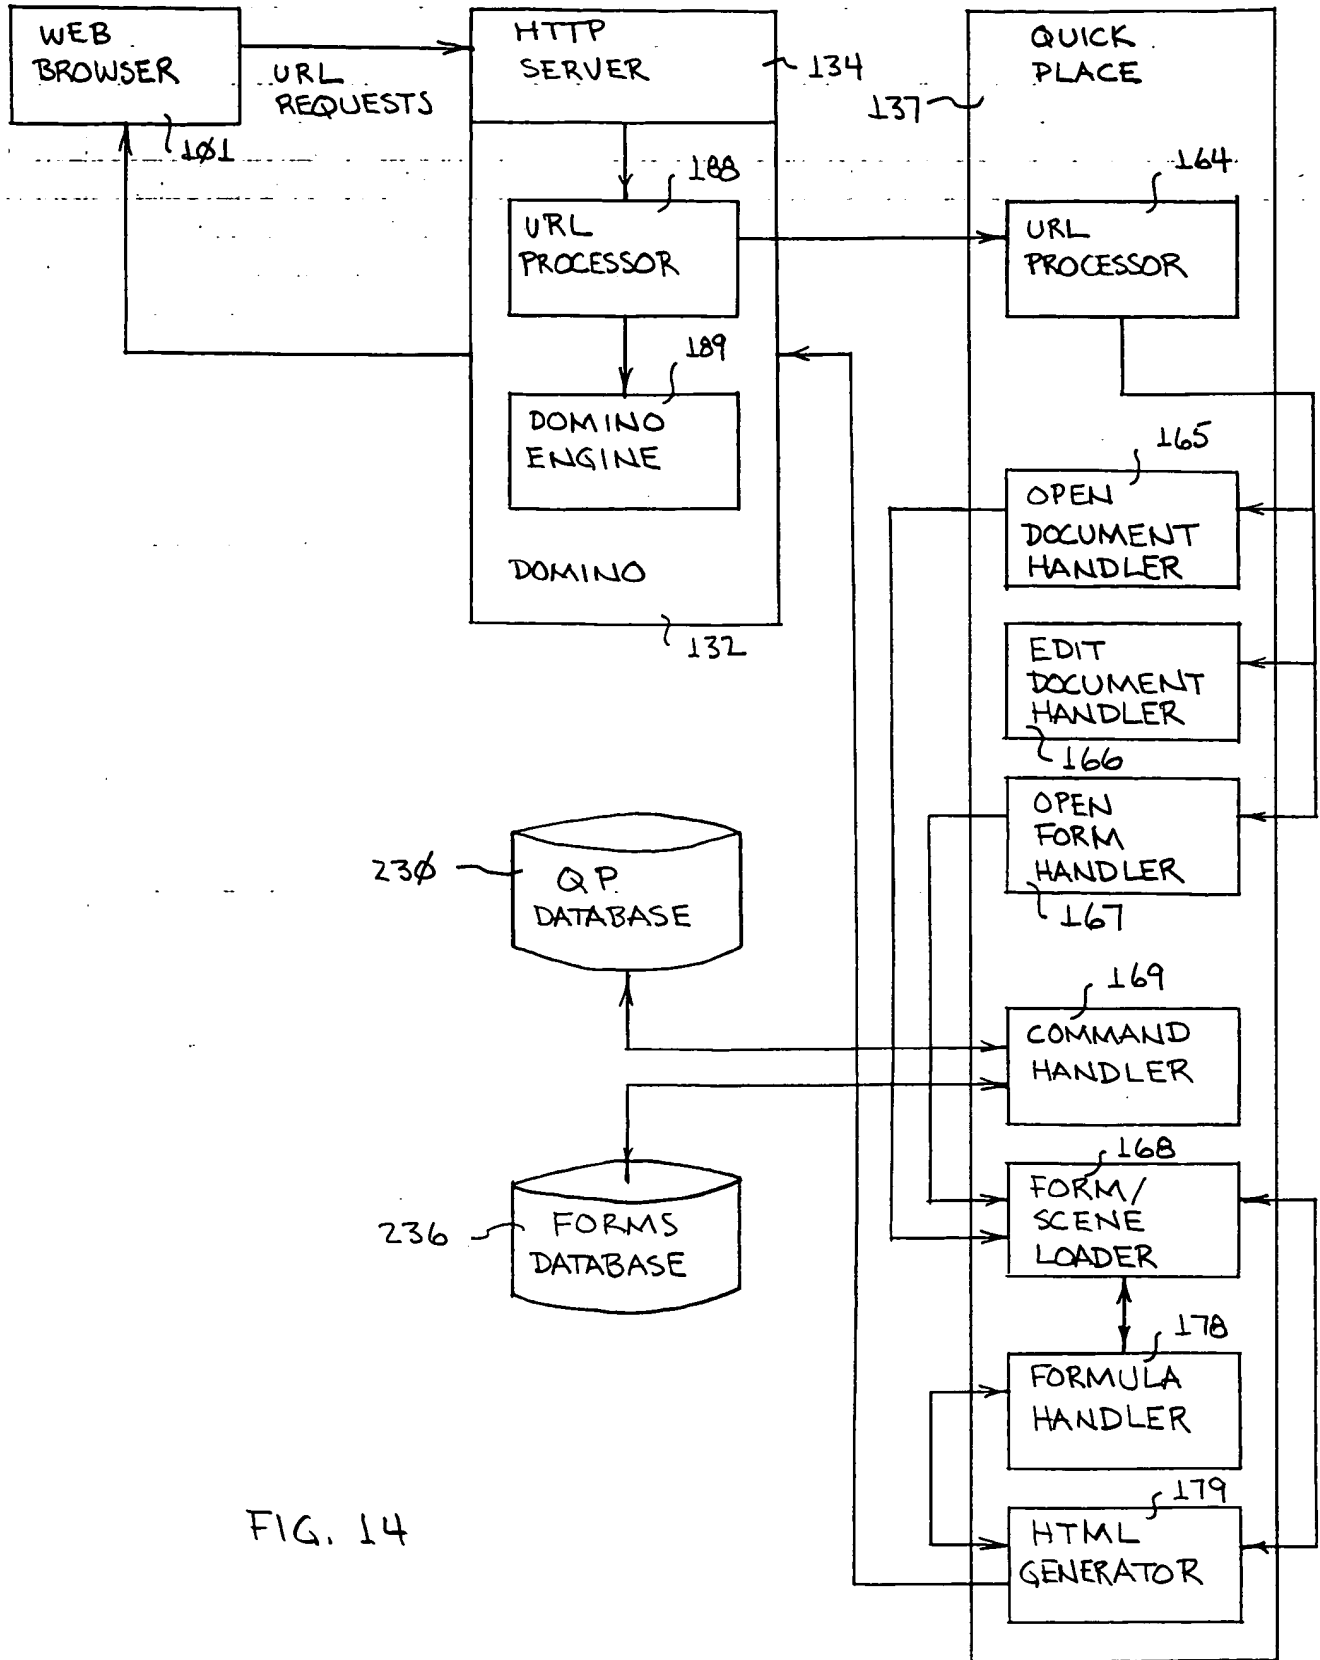 WEB
BROWSER
101
URL
REQUESTS
HTTP
SERVER
134
QUICK
PLACE
137
188
URL
PROCESSOR
164
URL
PROCESSOR
189
DOMINO
ENGINE
DOMINO
132
165
OPEN
DOCUMENT
HANDLER
EDIT
DOCUMENT
HANDLER
166
OPEN
FORM
HANDLER
167
230
QP
DATABASE
169
COMMAND
HANDLER
168
FORM/
SCENE
LOADER
236
FORMS
DATABASE
178
FORMULA
HANDLER
179
HTML
GENERATOR
FIG. 14